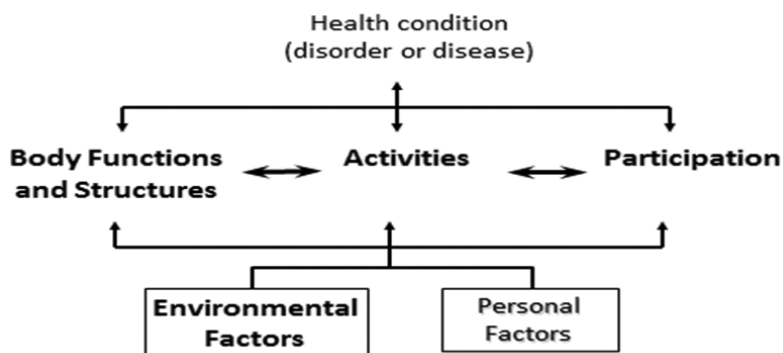 Health condition
(disorder or disease)
Body Functions
and Structures
Activities
Participation
Environmental
Factors
Personal
Factors